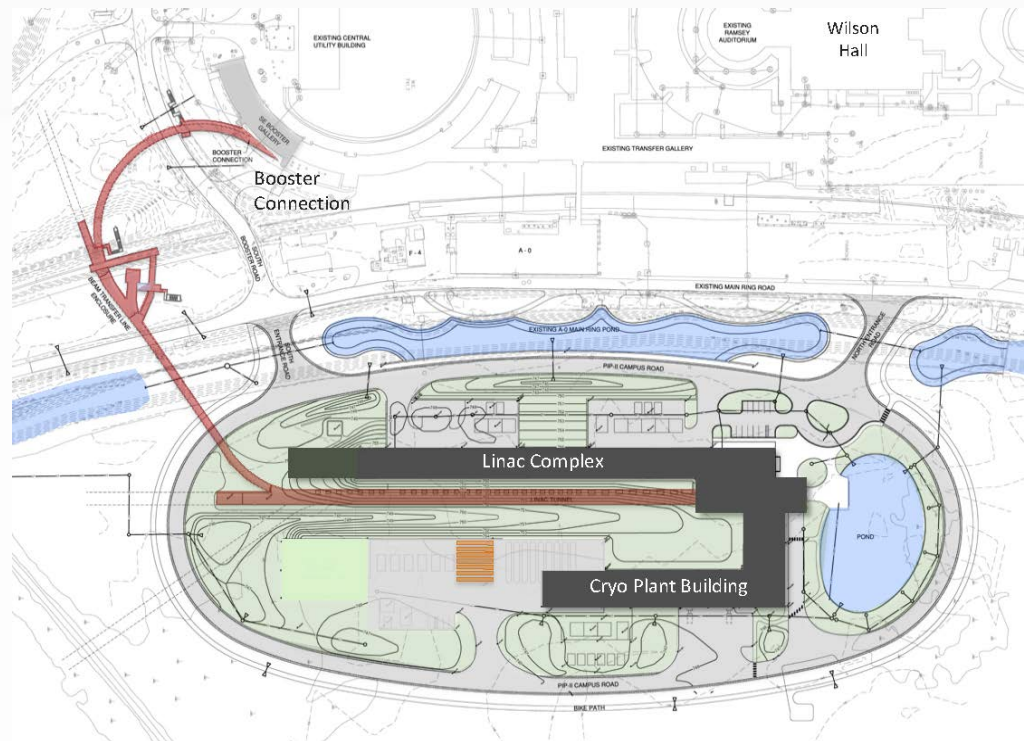 EXISTING CENTRAL
UTILITY BUILDING
EXISTING
RAMSEY
AUDITORIUM
Wilson
Hall
SE BOOSTER
GALLERY
BOOSTER
CONNECTION
EXISTING TRANSFER GALLERY
Booster
Connection
SOUTH
BOOSTER ROAD
F-4
A-0
BEAM TRANSFER LINE
ENCLOSURE
EXISTING MAIN RING ROAD
EXISTING A-0 MAIN RING POND
SOUTH
ENTRANCE ROAD
NORTH ENTRANCE
ROAD
PIP-II CAMPUS ROAD
Linac Complex
LINAC TUNNEL
POND
Cryo Plant Building
PIP-II CAMPUS ROAD
BIKE PATH